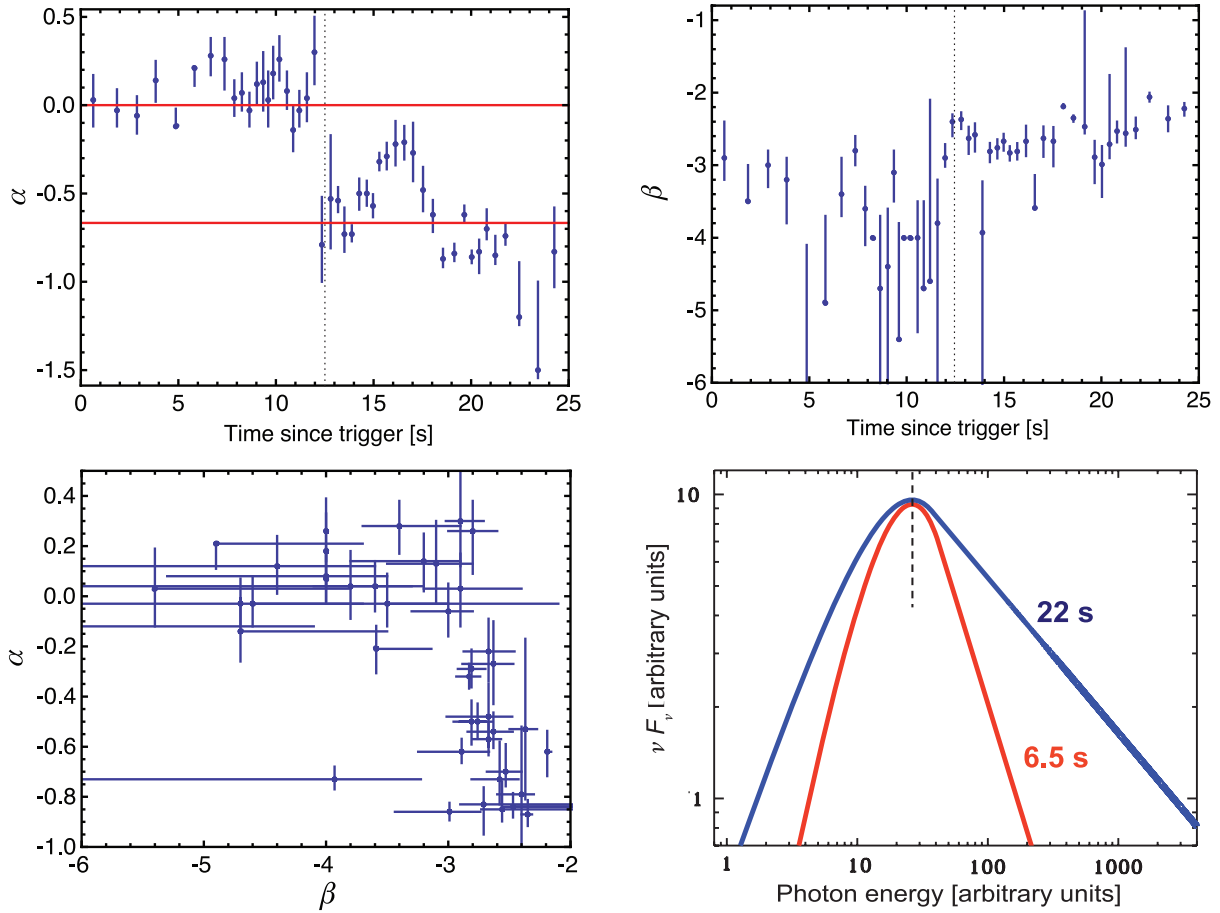 0.5
0.0
-0.5
-1.0
-1.5
α
0 5 10 15 20 25
Time since trigger [s]
-1
-2
-3
-4
-5
-6
β
0 5 10 15 20 25
Time since trigger [s]
0.4
0.2
0.0
-0.2
-0.4
-0.6
-0.8
-1.0
α
-6 -5 -4 -3 -2
β
10
1
ν Fν [arbitrary units]
22 s
6.5 s
1 10 100 1000
Photon energy [arbitrary units]